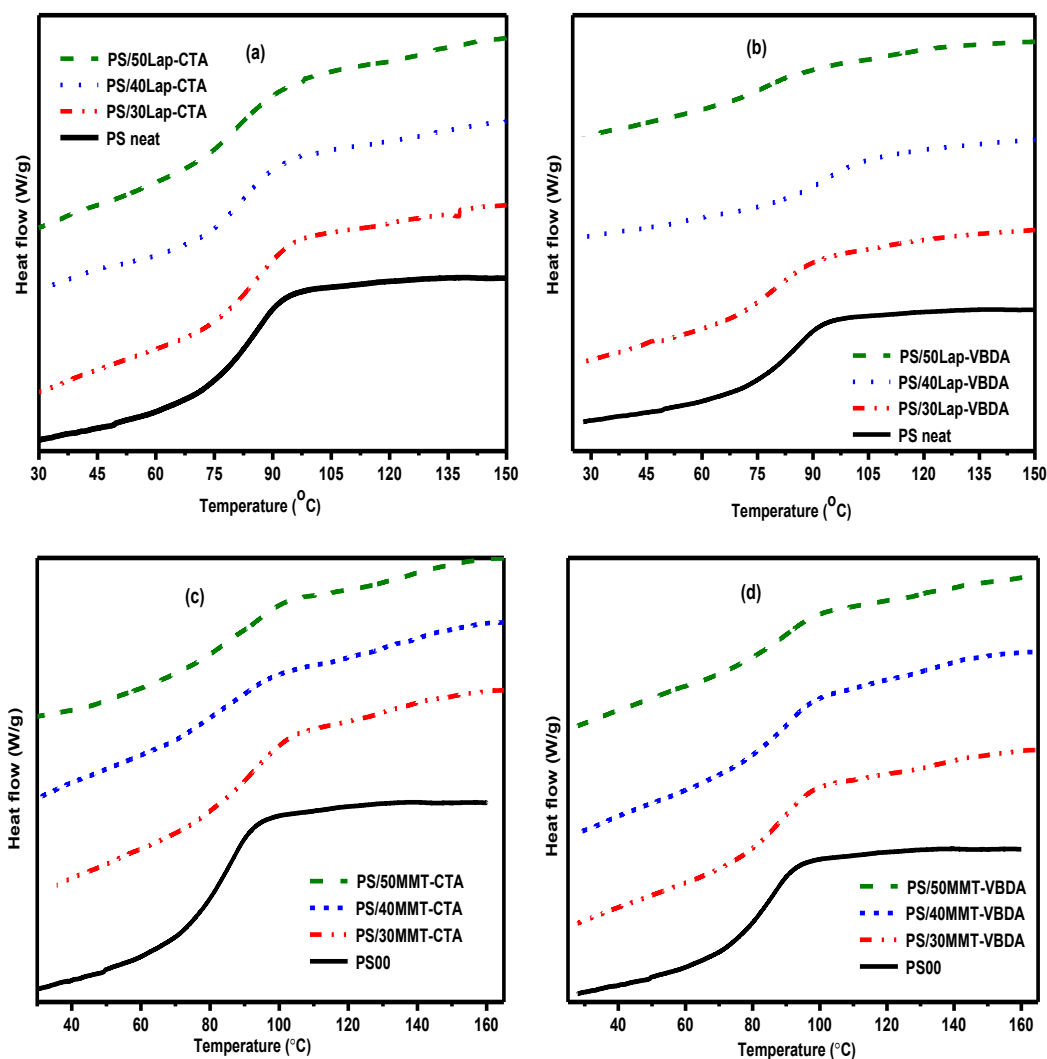 (a)
PS/50Lap-CTA
PS/40Lap-CTA
PS/30Lap-CTA
PS neat
Heat flow (W/g)
30 45 60 75 90 105 120 135 150
Temperature (°C)
(b)
PS/50Lap-VBDA
PS/40Lap-VBDA
PS/30Lap-VBDA
PS neat
Heat flow (W/g)
30 45 60 75 90 105 120 135 150
Temperature (°C)
(c)
PS/50MMT-CTA
PS/40MMT-CTA
PS/30MMT-CTA
PS00
Heat flow (W/g)
40 60 80 100 120 140 160
Temperature (°C)
(d)
PS/50MMT-VBDA
PS/40MMT-VBDA
PS/30MMT-VBDA
PS00
Heat flow (W/g)
40 60 80 100 120 140 160
Temperature (°C)